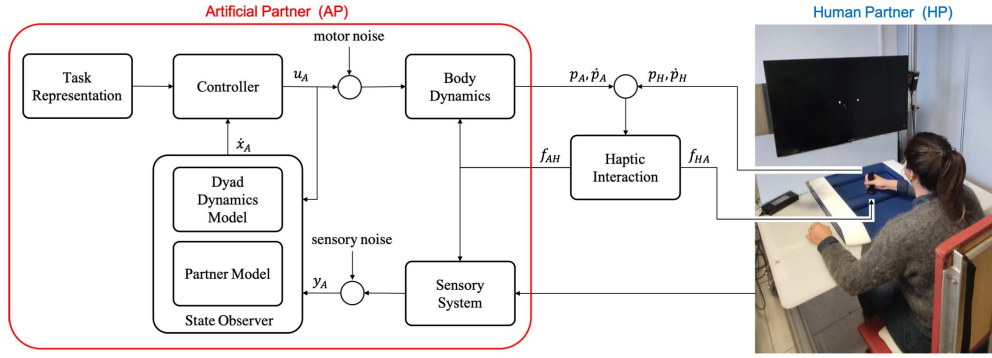 Artificial Partner (AP)
Human Partner (HP)
motor noise
Task
Representation
Controller
u_A
Body
Dynamics
p_A, ṗ_A
p_H, ṗ_H
ẋ_A
f_AH
Haptic
Interaction
f_HA
Dyad
Dynamics
Model
sensory noise
Partner Model
y_A
Sensory
System
State Observer